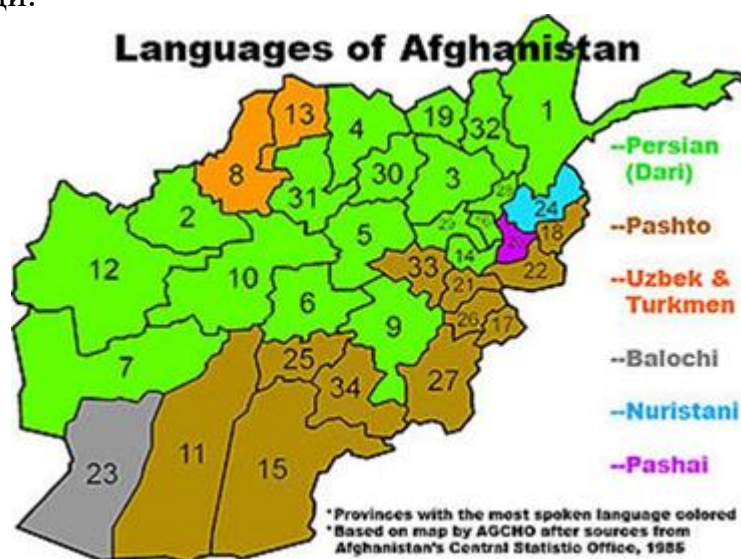 ци.
Languages of Afghanistan
13
19
32
1
4
8
30
3
28
31
2
24
29
18
5
12
14
33
22
10
21
6
9
26
17
7
25
27
34
11
15
23
--Persian
(Dari)
--Pashto
--Uzbek &
Turkmen
--Balochi
--Nuristani
--Pashai
*Provinces with the most spoken language colored
*Based on map by AGCHO after sources from
Afghanistan's Central Statistic Office, 1985